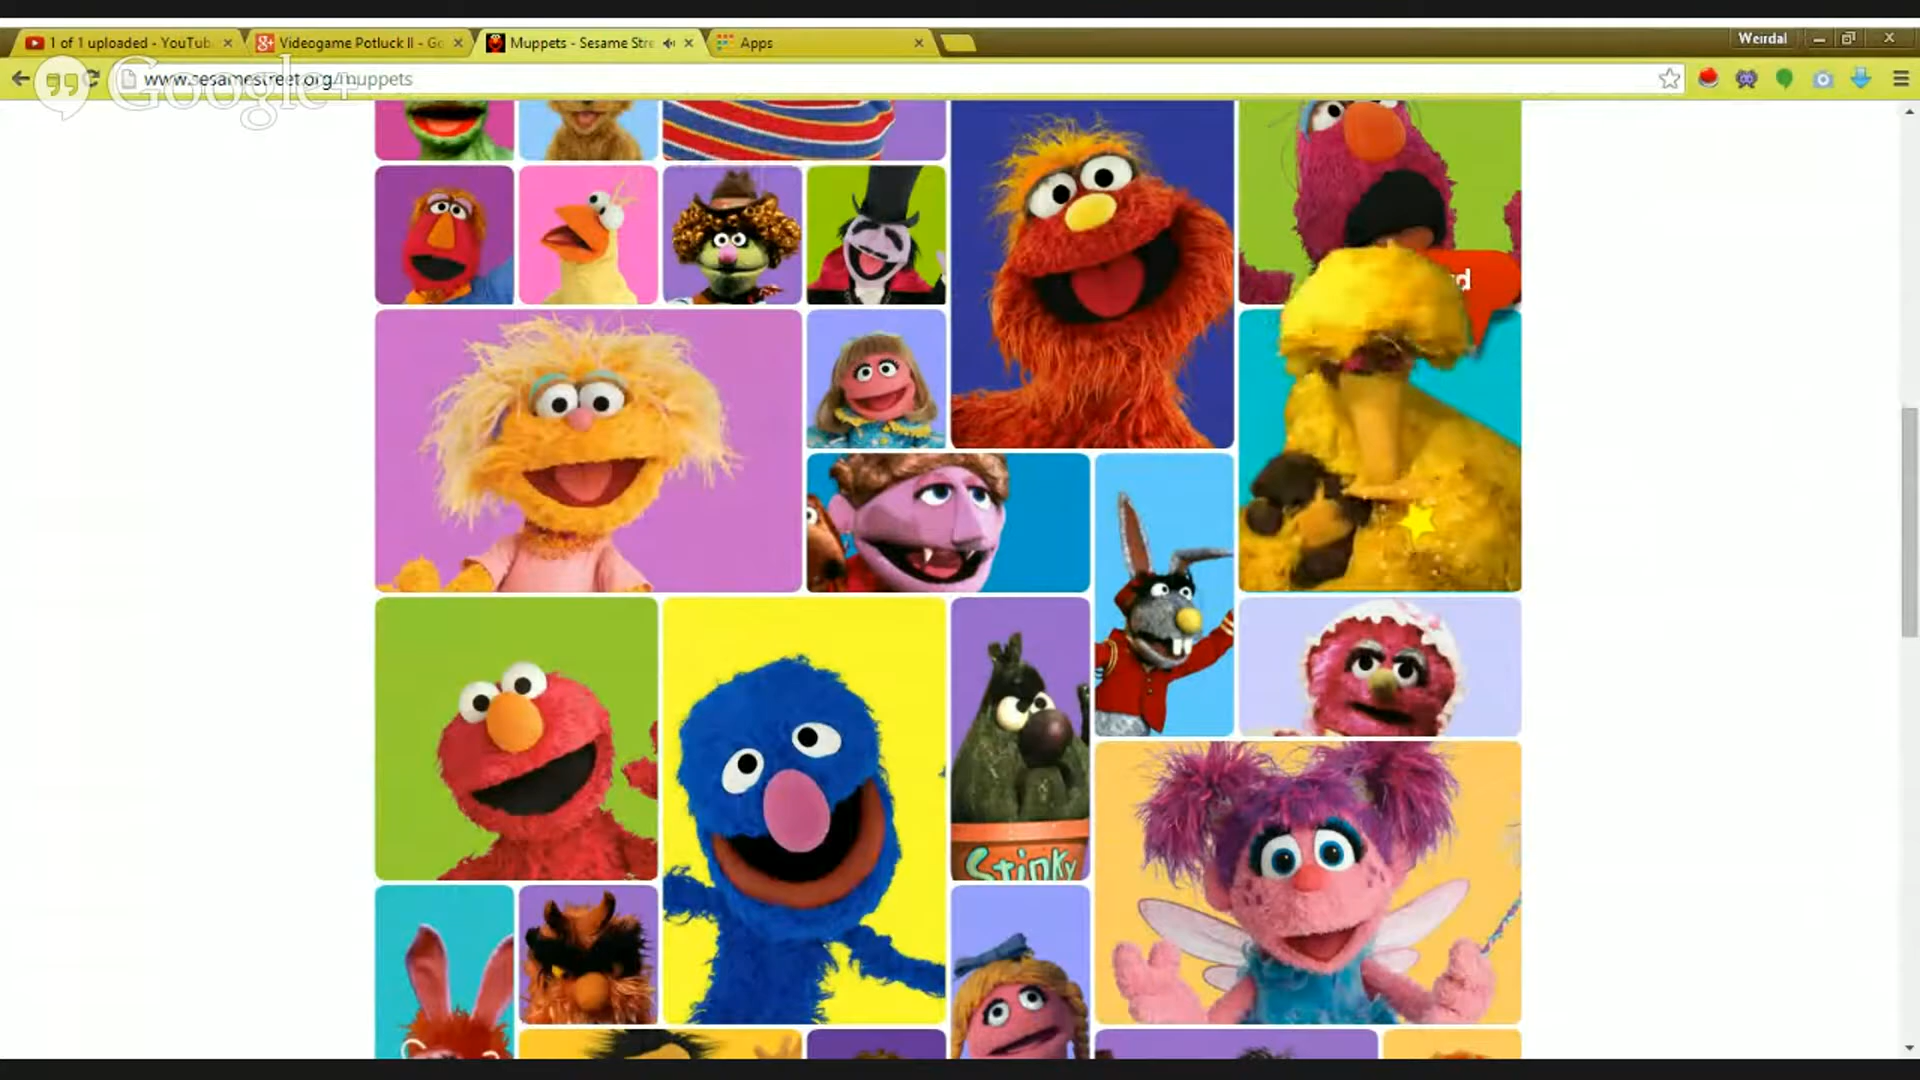 1 of 1 uploaded - YouTub
Videogame Potluck II - Go
Muppets - Sesame Stre
Apps
Weirdal
www.sesamestreet.org/muppets
Google+
d
Stinky